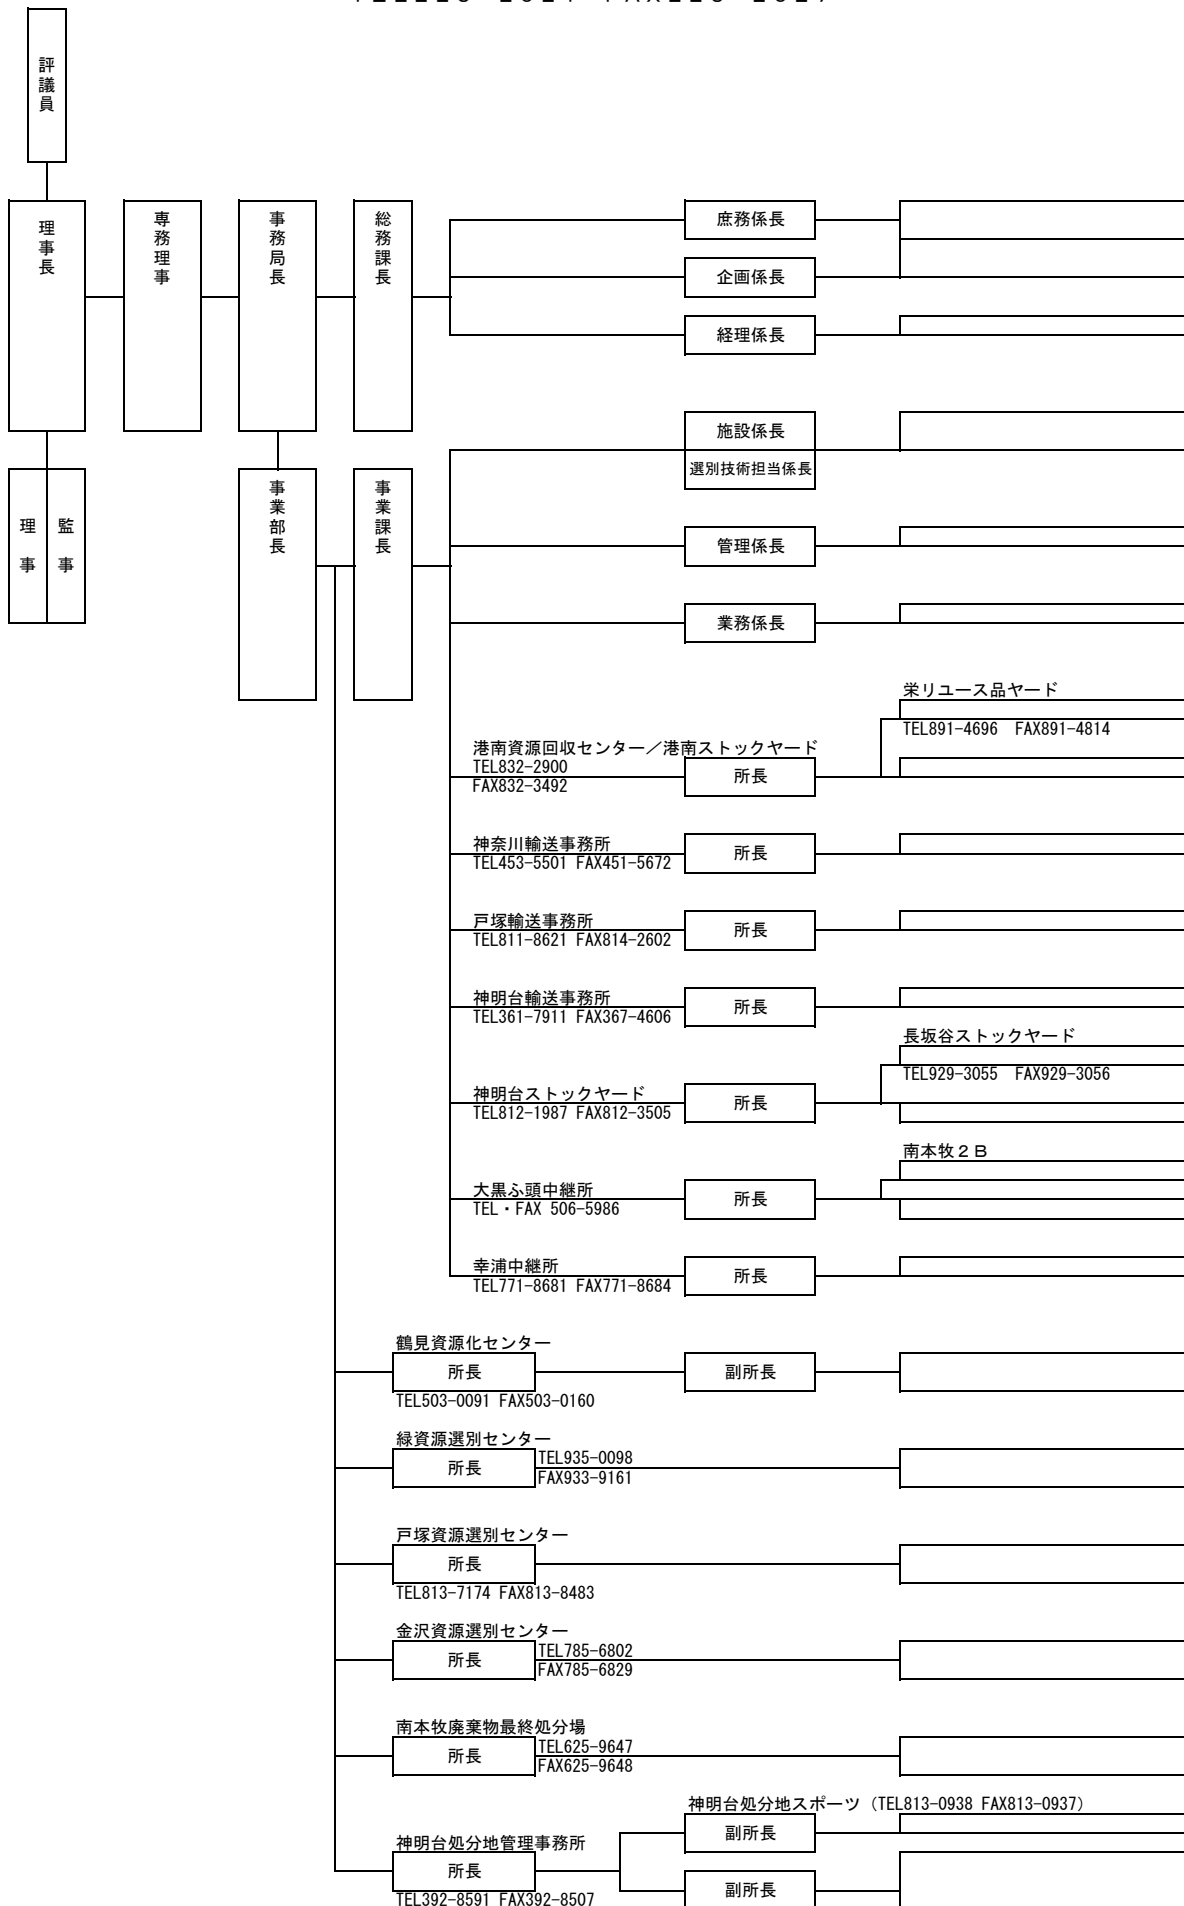 評議員
理事長
専務理事
事務局長
総務課長
庶務係長
企画係長
経理係長
理事
監事
事業部長
事業課長
施設係長
選別技術担当係長
管理係長
業務係長
栄リユース品ヤード
TEL891-4696 FAX891-4814
港南資源回収センター／港南ストックヤード
TEL832-2900
FAX832-3492
所長
神奈川輸送事務所
TEL453-5501 FAX451-5672
所長
戸塚輸送事務所
TEL811-8621 FAX814-2602
所長
神明台輸送事務所
TEL361-7911 FAX367-4606
所長
長坂谷ストックヤード
TEL929-3055 FAX929-3056
神明台ストックヤード
TEL812-1987 FAX812-3505
所長
南本牧２Ｂ
大黒ふ頭中継所
TEL・FAX 506-5986
所長
幸浦中継所
TEL771-8681 FAX771-8684
所長
鶴見資源化センター
所長
副所長
TEL503-0091 FAX503-0160
緑資源選別センター
所長
TEL935-0098
FAX933-9161
戸塚資源選別センター
所長
TEL813-7174 FAX813-8483
金沢資源選別センター
所長
TEL785-6802
FAX785-6829
南本牧廃棄物最終処分場
所長
TEL625-9647
FAX625-9648
神明台処分地スポーツ（TEL813-0938 FAX813-0937）
副所長
神明台処分地管理事務所
所長
TEL392-8591 FAX392-8507
副所長